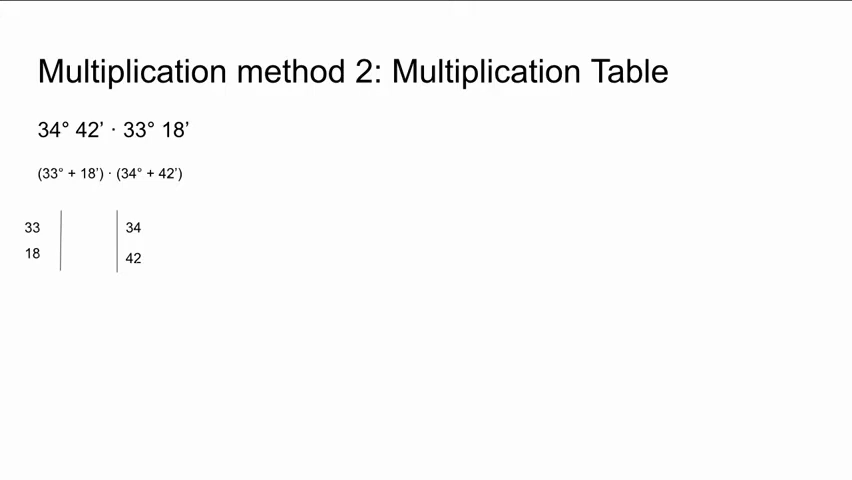 Multiplication method 2: Multiplication Table
34° 42’ · 33° 18’
(33° + 18’) · (34° + 42’)
33 34
18 42